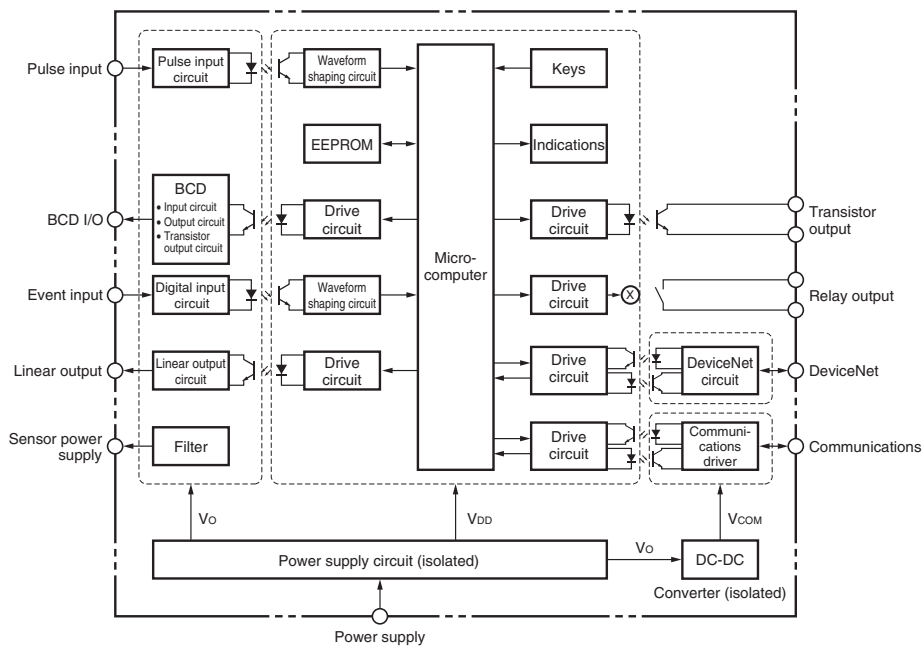 Pulse input
Pulse input
circuit
Waveform
shaping circuit
Keys
EEPROM
Indications
BCD I/O
BCD
• Input circuit
• Output circuit
• Transistor
output circuit
Drive
circuit
Micro-
computer
Drive
circuit
Transistor
output
Event input
Digital input
circuit
Waveform
shaping circuit
Drive
circuit
X
Relay output
Linear output
Linear output
circuit
Drive
circuit
Drive
circuit
DeviceNet
circuit
DeviceNet
Sensor power
supply
Filter
Drive
circuit
Communi-
cations
driver
Communications
VO
VDD
VCOM
Power supply circuit (isolated)
VO
DC-DC
Converter (isolated)
Power supply